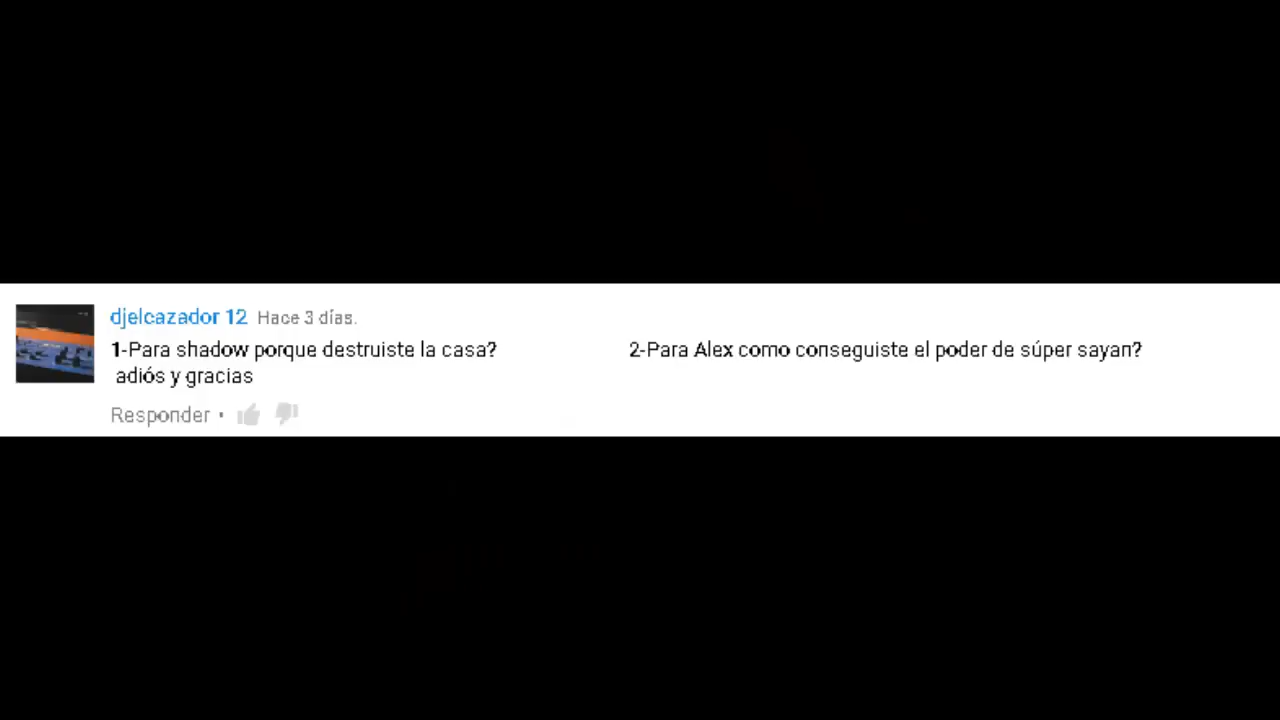 djelcazador 12 Hace 3 días.
1-Para shadow porque destruiste la casa? 2-Para Alex como conseguiste el poder de súper sayan?
adiós y gracias
Responder •